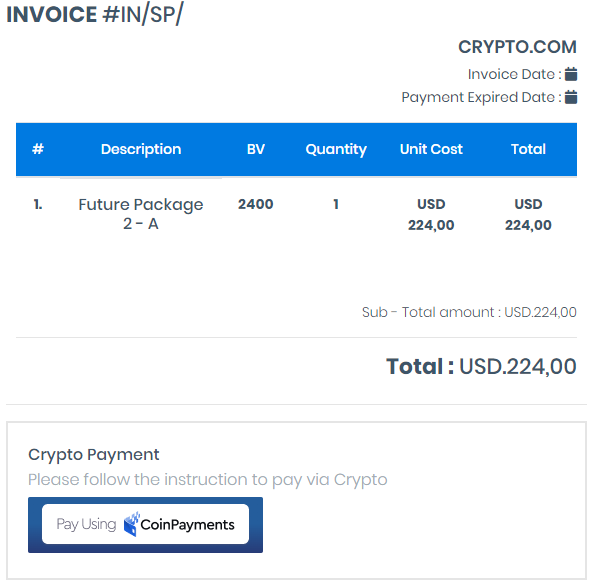 INVOICE #IN/SP/
CRYPTO.COM
Invoice Date :
Payment Expired Date :
# Description BV Quantity Unit Cost Total
1. Future Package 2400 1 USD USD
2 - A 224,00 224,00
Sub - Total amount : USD.224,00
Total : USD.224,00
Crypto Payment
Please follow the instruction to pay via Crypto
Pay Using CoinPayments